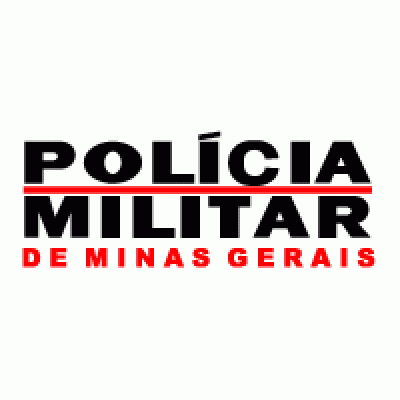 POLÍCIA
MILITAR
DE MINAS GERAIS